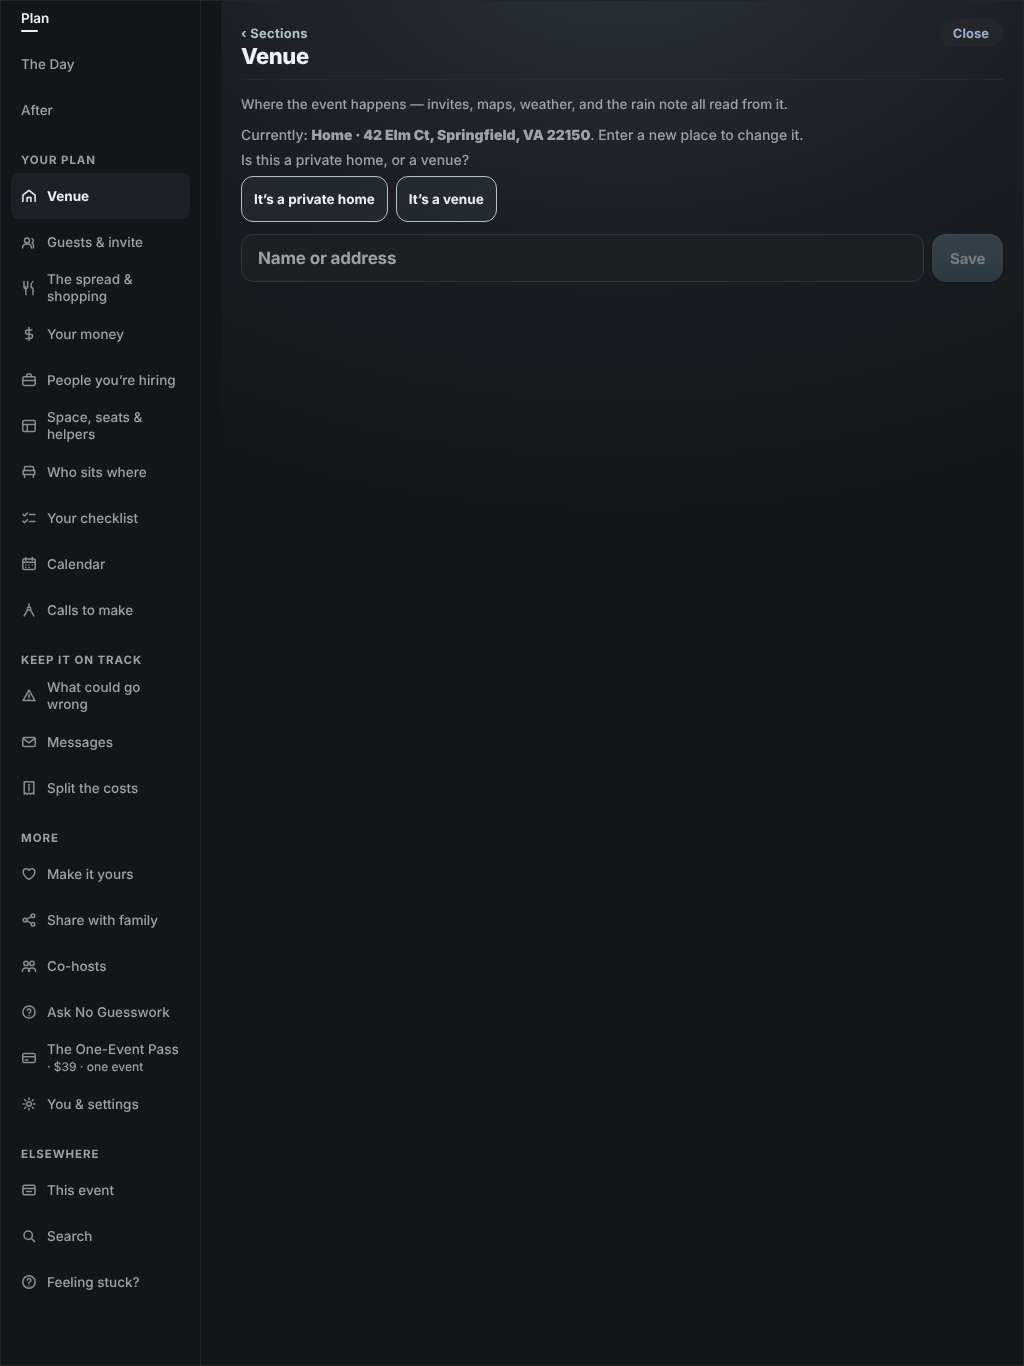 Plan
The Day
After
YOUR PLAN
Venue
Guests & invite
The spread &
shopping
Your money
People you’re hiring
Space, seats &
helpers
Who sits where
Your checklist
Calendar
Calls to make
KEEP IT ON TRACK
What could go
wrong
Messages
Split the costs
MORE
Make it yours
Share with family
Co-hosts
Ask No Guesswork
The One-Event Pass
· $39 · one event
You & settings
ELSEWHERE
This event
Search
Feeling stuck?
‹ Sections
Close
Venue
Where the event happens — invites, maps, weather, and the rain note all read from it.
Currently: Home · 42 Elm Ct, Springfield, VA 22150. Enter a new place to change it.
Is this a private home, or a venue?
It’s a private home
It’s a venue
Name or address
Save